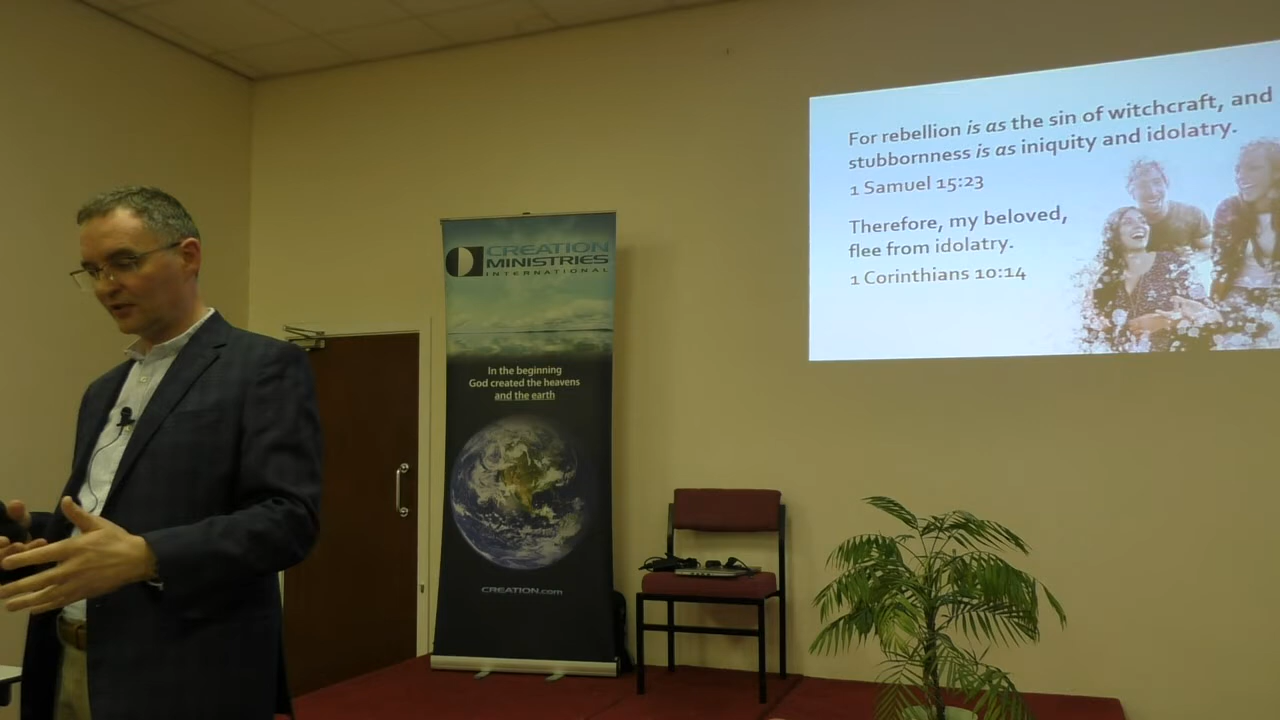 CREATION
MINISTRIES
INTERNATIONAL
In the beginning
God created the heavens
and the earth
CREATION.com
For rebellion is as the sin of witchcraft, and
stubbornness is as iniquity and idolatry.
1 Samuel 15:23
Therefore, my beloved,
flee from idolatry.
1 Corinthians 10:14